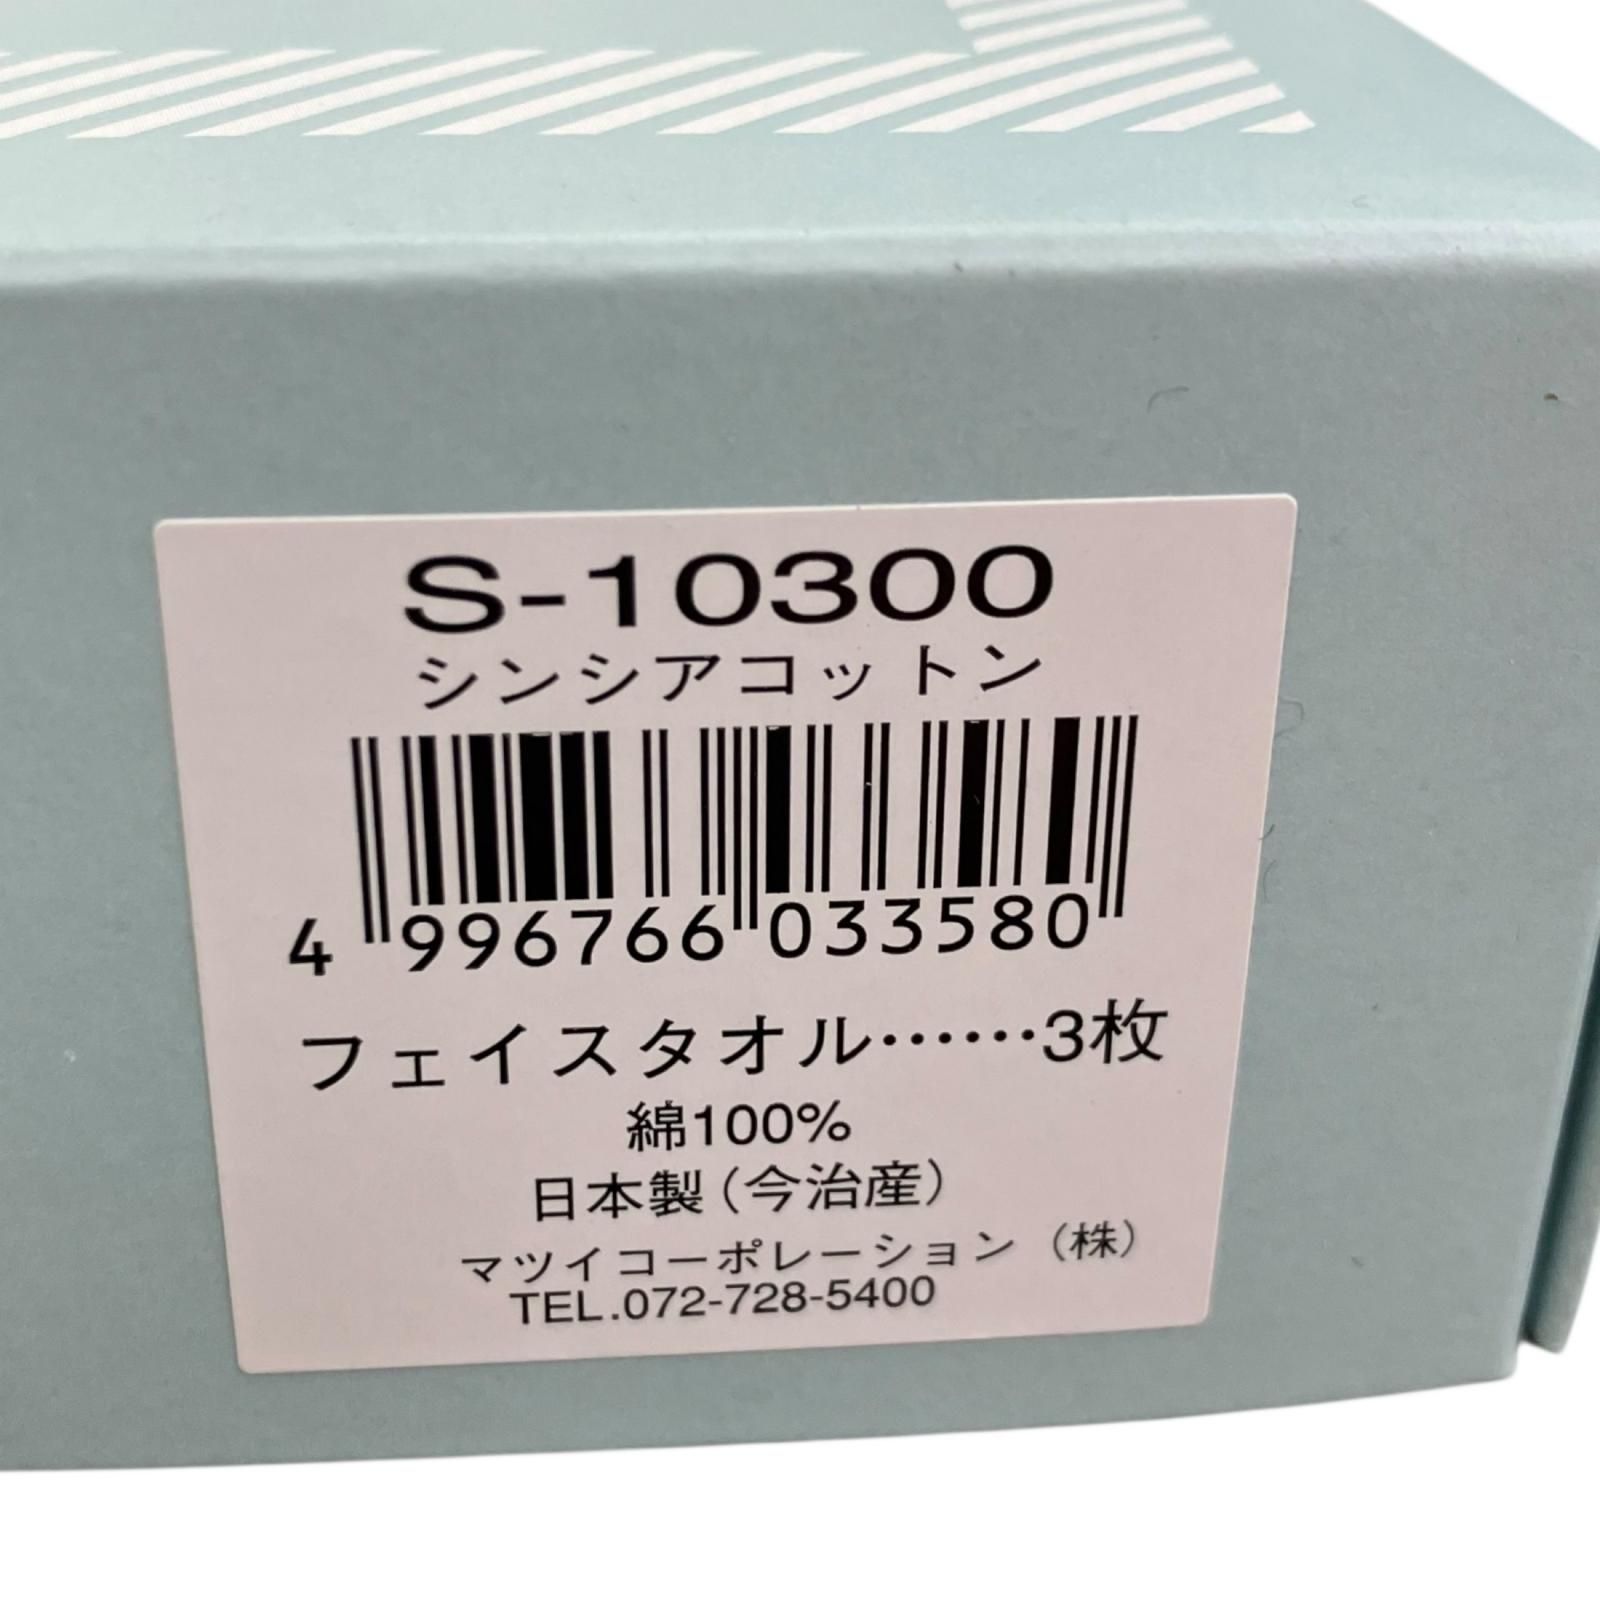 S-10300
シンシアコットン
4 996766 033580
フェイスタオル……3枚
綿100%
日本製(今治産)
マツイコーポレーション（株）
TEL.072-728-5400